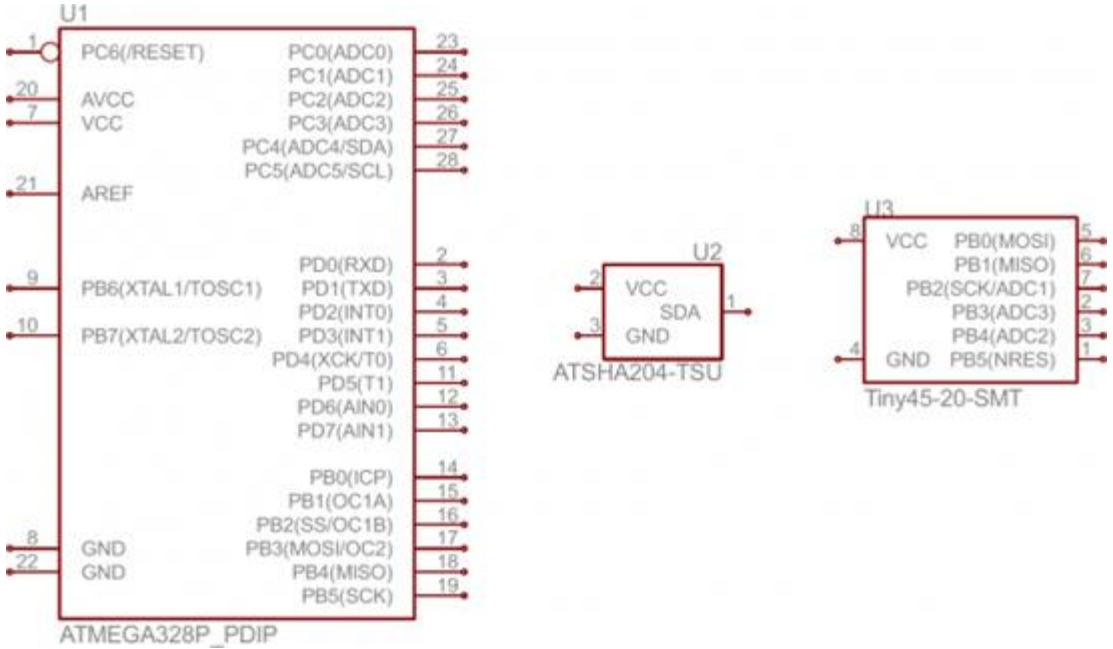 U1
1 PC6(/RESET) PC0(ADC0) 23
PC1(ADC1) 24
20 AVCC PC2(ADC2) 25
7 VCC PC3(ADC3) 26
PC4(ADC4/SDA) 27
PC5(ADC5/SCL) 28
21 AREF
PD0(RXD) 2
9 PB6(XTAL1/TOSC1) PD1(TXD) 3
PD2(INT0) 4
10 PB7(XTAL2/TOSC2) PD3(INT1) 5
PD4(XCK/T0) 6
PD5(T1) 11
PD6(AIN0) 12
PD7(AIN1) 13
PB0(ICP) 14
PB1(OC1A) 15
PB2(SS/OC1B) 16
8 GND PB3(MOSI/OC2) 17
22 GND PB4(MISO) 18
PB5(SCK) 19
ATMEGA328P_PDIP
U2
2 VCC
SDA 1
3 GND
ATSHA204-TSU
U3
8 VCC PB0(MOSI) 5
PB1(MISO) 6
PB2(SCK/ADC1) 7
PB3(ADC3) 2
PB4(ADC2) 3
4 GND PB5(NRES) 1
Tiny45-20-SMT